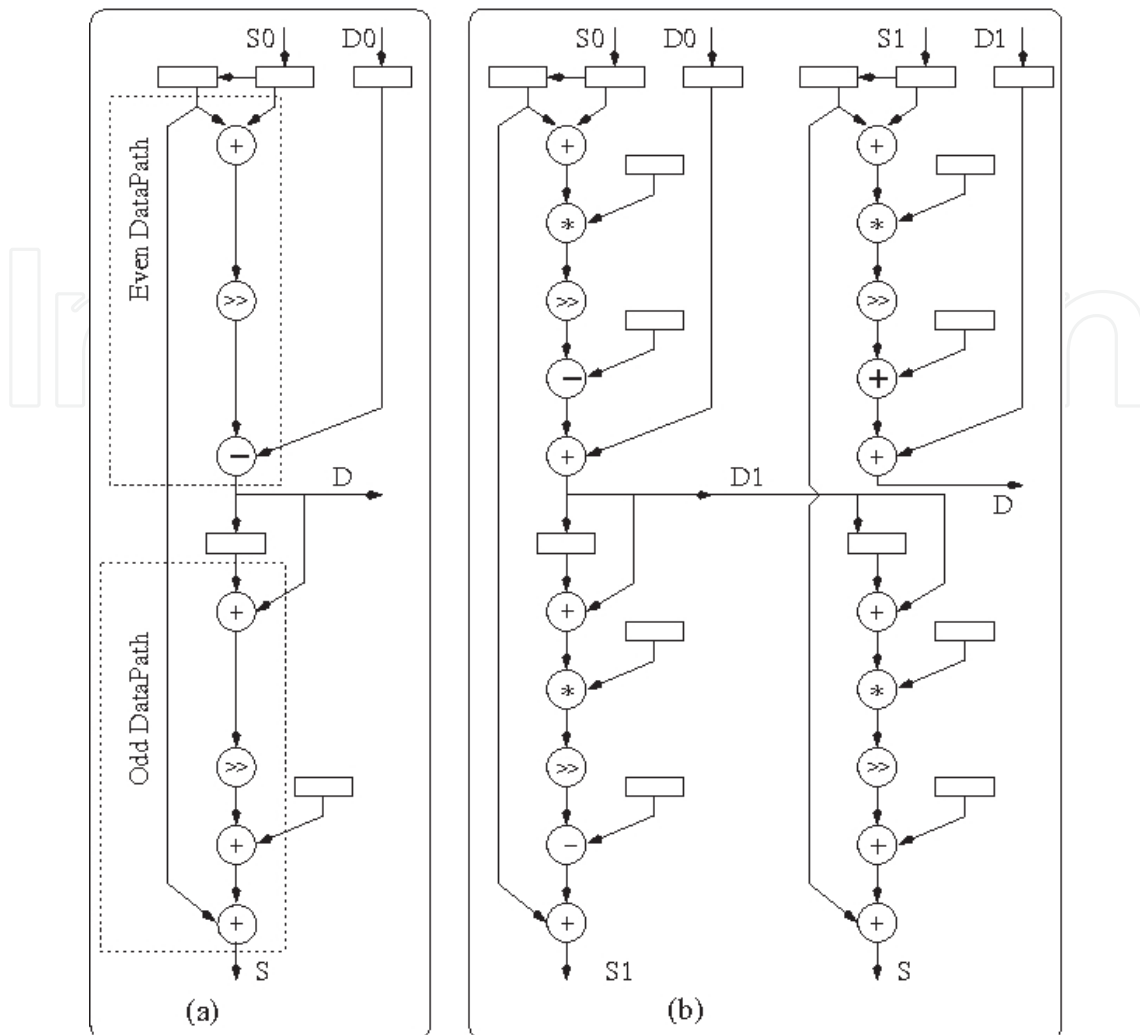 S0 D0
Even DataPath
+
>>
−
D
Odd DataPath
+
>>
+
+
S
(a)
S0 D0 S1 D1
+ +
* *
>> >>
− +
+ +
D1 D
+ +
* *
>> >>
- +
+ +
S1 S
(b)